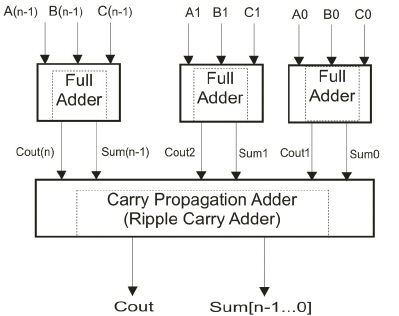 A(n-1) B(n-1) C(n-1) A1 B1 C1 A0 B0 C0
Full Adder
Full Adder
Full Adder
Cout(n) Sum(n-1) Cout2 Sum1 Cout1 Sum0
Carry Propagation Adder
(Ripple Carry Adder)
Cout Sum[n-1...0]